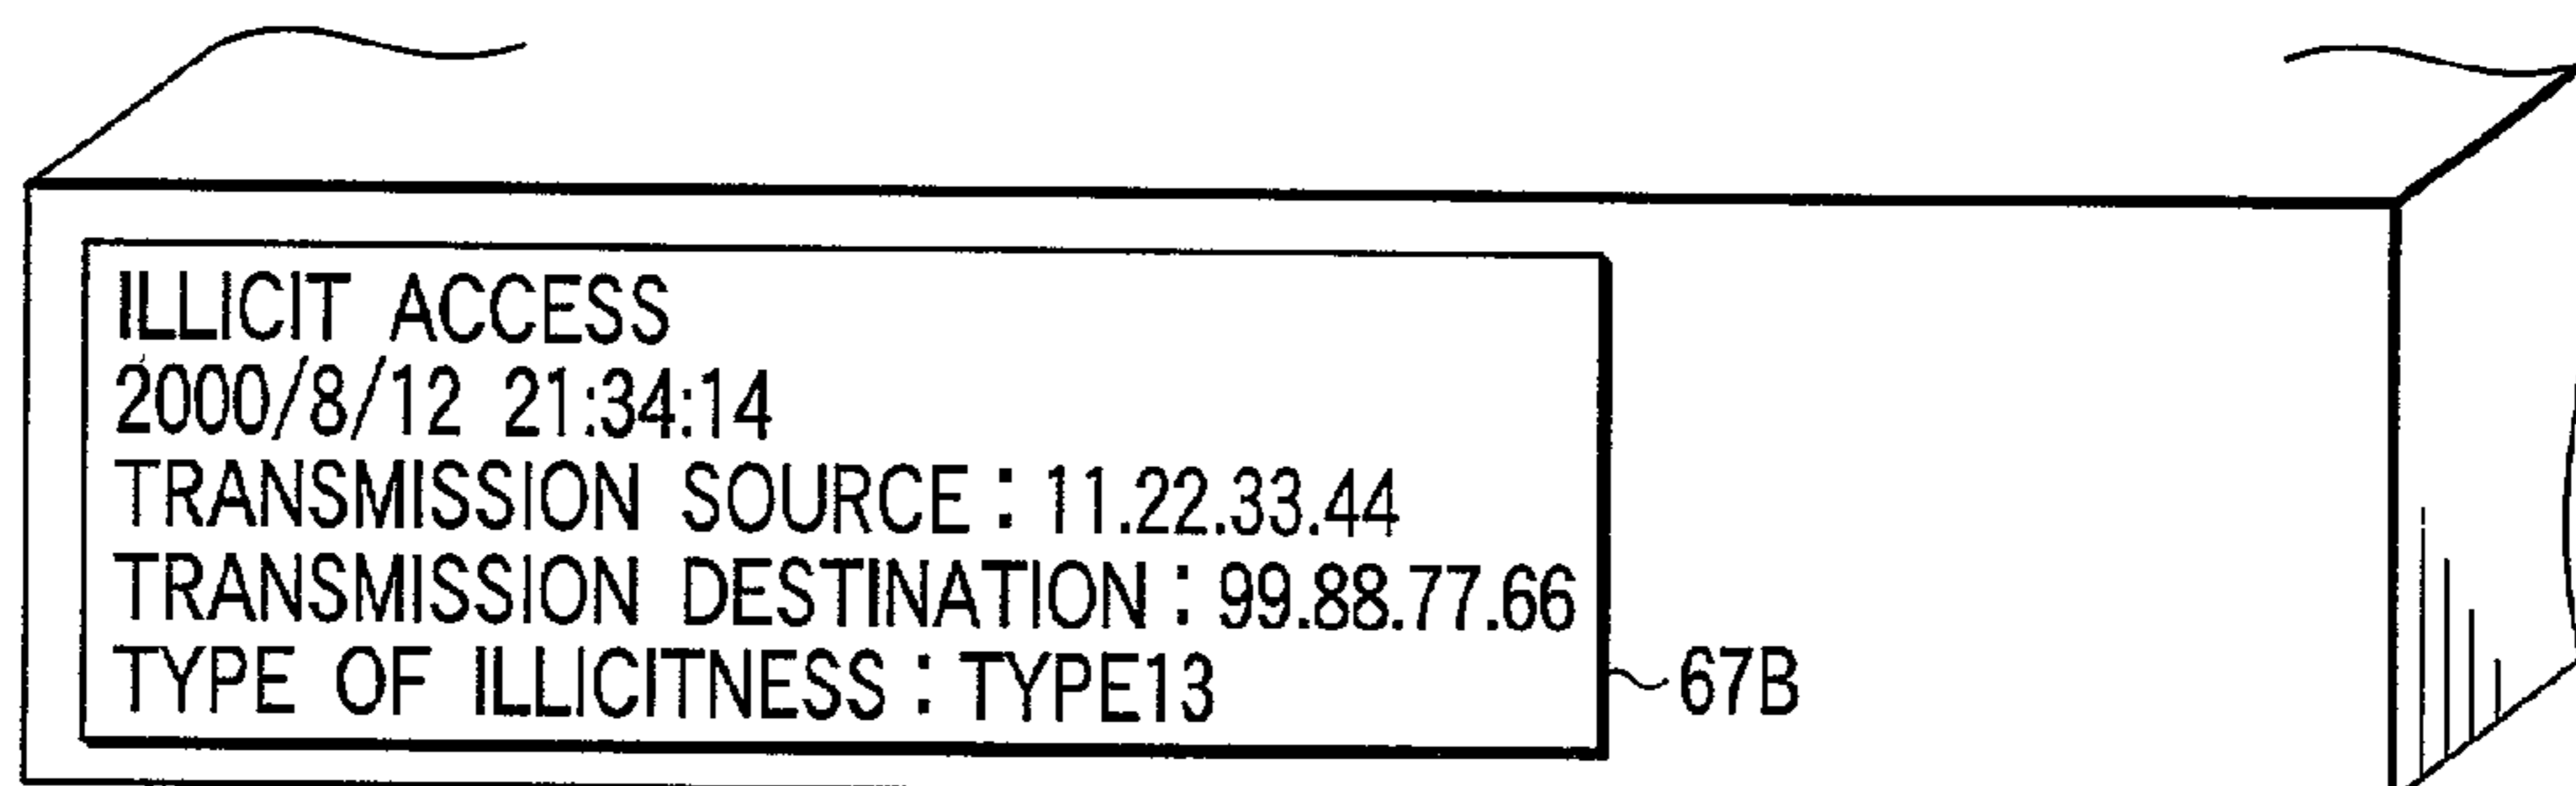 ILLICIT ACCESS
2000/8/12 21:34:14
TRANSMISSION SOURCE : 11.22.33.44
TRANSMISSION DESTINATION : 99.88.77.66
TYPE OF ILLICITNESS : TYPE13
67B